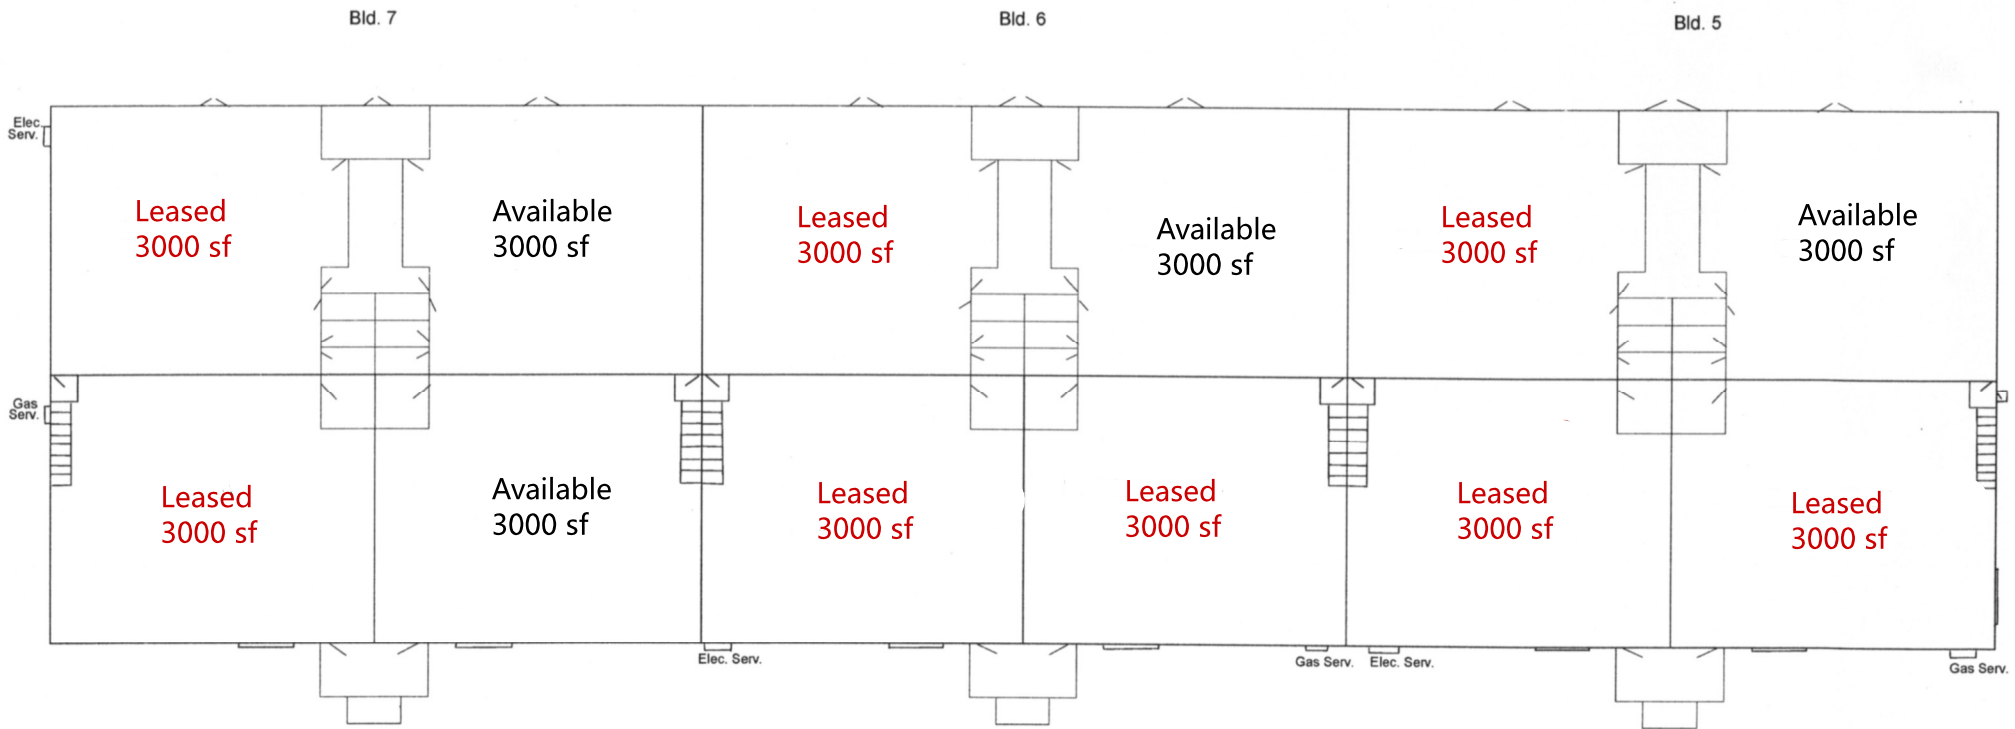 Bld. 7
Bld. 6
Bld. 5
Elec.
Serv.
Leased
3000 sf
Available
3000 sf
Leased
3000 sf
Available
3000 sf
Leased
3000 sf
Available
3000 sf
Gas
Serv.
Leased
3000 sf
Available
3000 sf
Leased
3000 sf
Leased
3000 sf
Leased
3000 sf
Leased
3000 sf
Elec. Serv.
Gas Serv.
Elec. Serv.
Gas Serv.